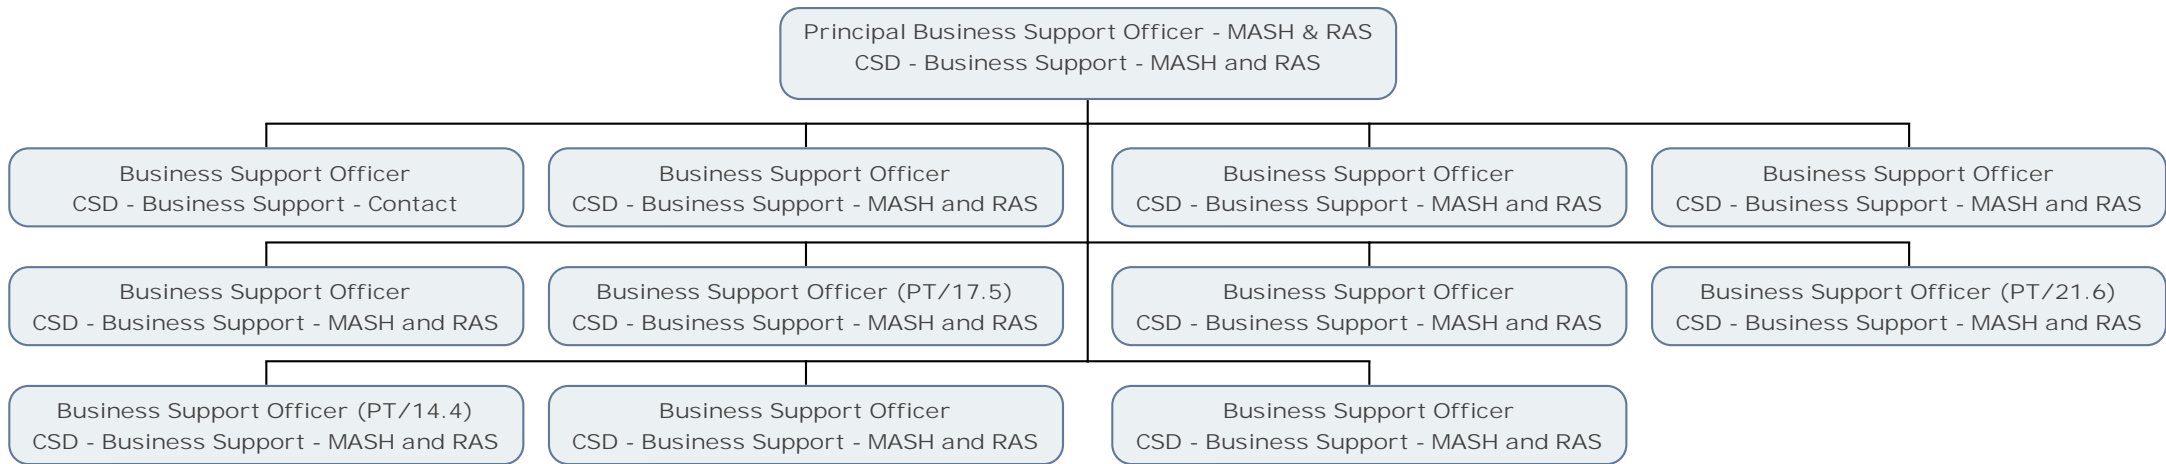 Principal Business Support Officer - MASH & RAS
CSD - Business Support - MASH and RAS
Business Support Officer
CSD - Business Support - Contact
Business Support Officer
CSD - Business Support - MASH and RAS
Business Support Officer
CSD - Business Support - MASH and RAS
Business Support Officer
CSD - Business Support - MASH and RAS
Business Support Officer
CSD - Business Support - MASH and RAS
Business Support Officer (PT/17.5)
CSD - Business Support - MASH and RAS
Business Support Officer
CSD - Business Support - MASH and RAS
Business Support Officer (PT/21.6)
CSD - Business Support - MASH and RAS
Business Support Officer (PT/14.4)
CSD - Business Support - MASH and RAS
Business Support Officer
CSD - Business Support - MASH and RAS
Business Support Officer
CSD - Business Support - MASH and RAS